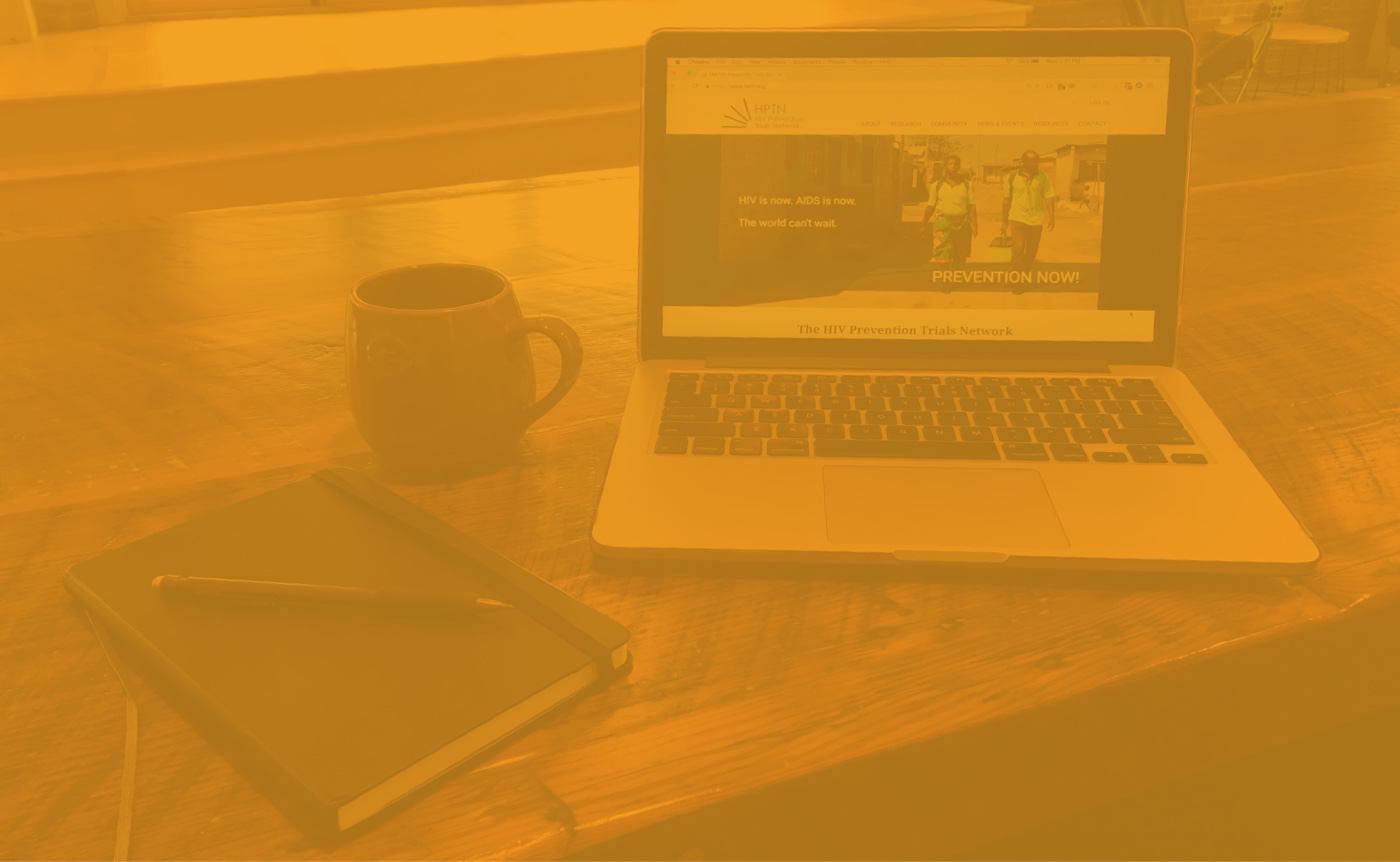 HPTN
HIV Prevention
Trials Network
LOGIN
ABOUT RESEARCH COMMUNITY NEWS & EVENTS RESOURCES CONTACT
HIV is now. AIDS is now.
The world can't wait.
PREVENTION NOW!
The HIV Prevention Trials Network